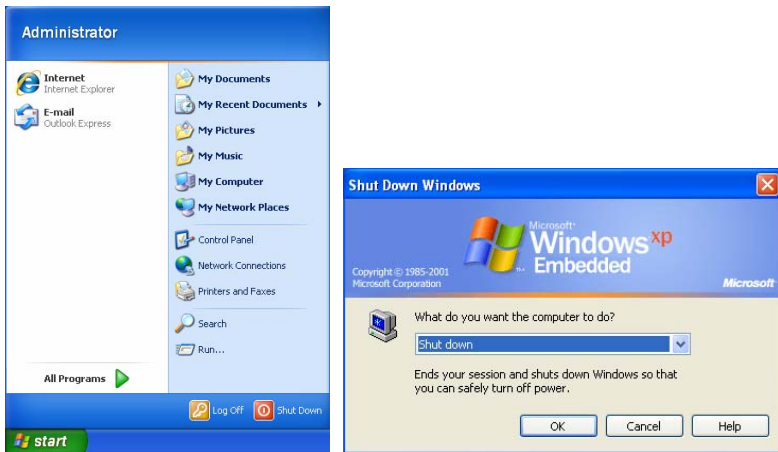 Administrator
Internet
Internet Explorer
E-mail
Outlook Express
All Programs
My Documents
My Recent Documents
My Pictures
My Music
My Computer
My Network Places
Control Panel
Network Connections
Printers and Faxes
Search
Run...
Log Off
Shut Down
start
Shut Down Windows
Microsoft®
Windows xp
Embedded
Copyright © 1985-2001
Microsoft Corporation
Microsoft
What do you want the computer to do?
Shut down
Ends your session and shuts down Windows so that
you can safely turn off power.
OK
Cancel
Help